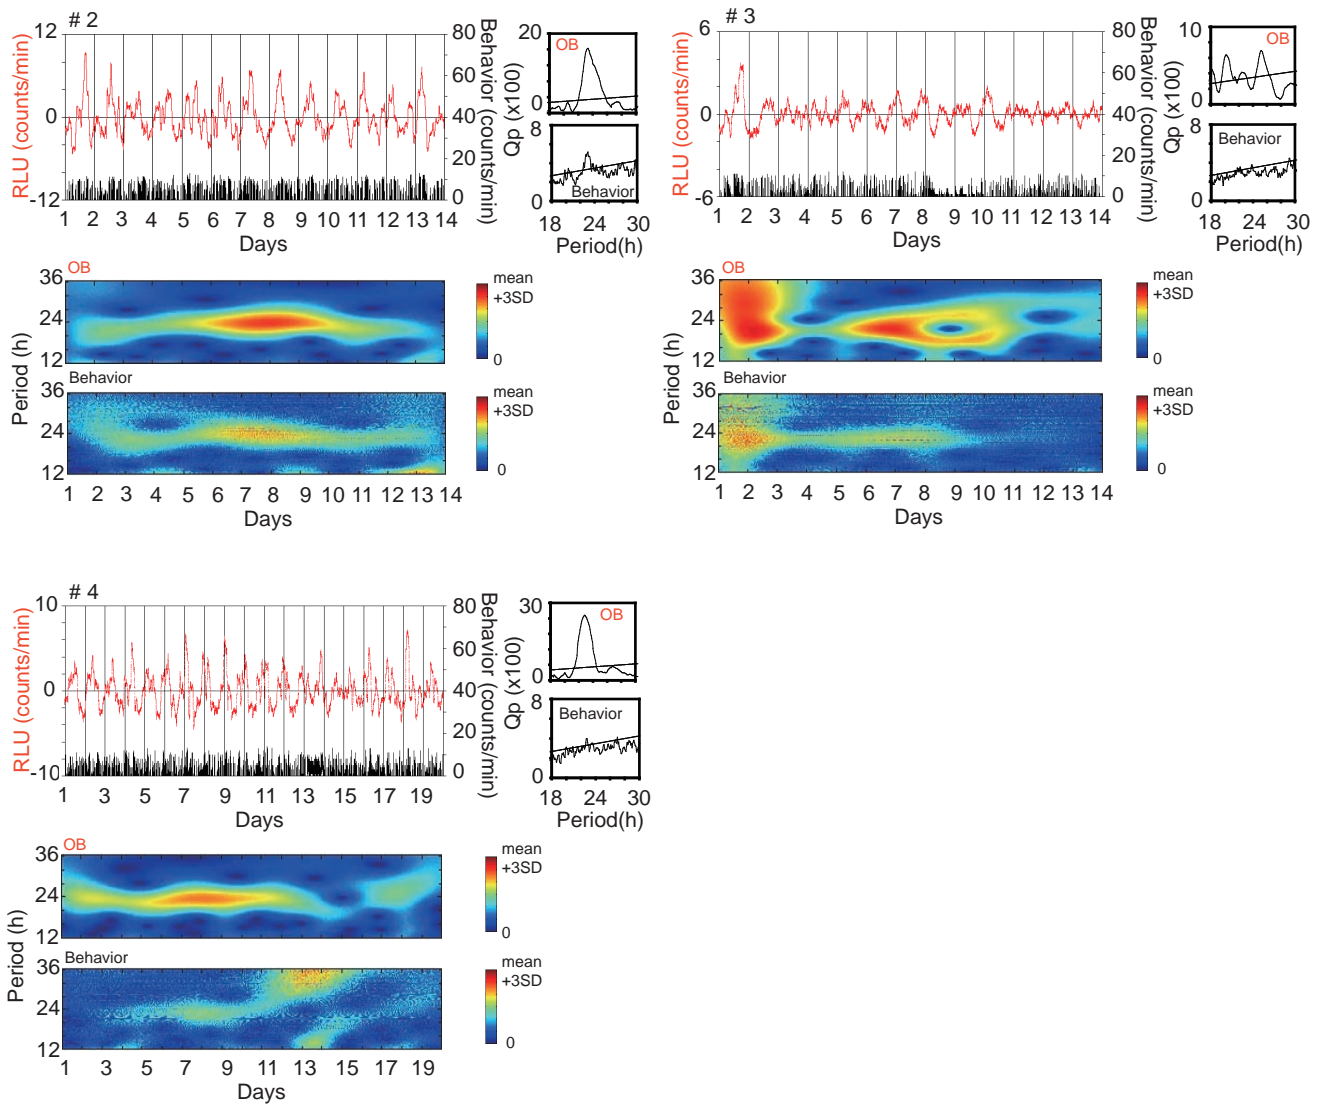 # 2
12
0
-12
RLU (counts/min)
80
60
40
20
0
Behavior (counts/min)
1 2 3 4 5 6 7 8 9 10 11 12 13 14
Days
20
0
OB
8
0
Behavior
Qp (x100)
18 24 30
Period(h)
OB
36
24
12
mean
+3SD
0
Behavior
36
24
12
mean
+3SD
0
Period (h)
1 2 3 4 5 6 7 8 9 10 11 12 13 14
Days
# 3
6
0
-6
RLU (counts/min)
80
60
40
20
0
Behavior (counts/min)
1 2 3 4 5 6 7 8 9 10 11 12 13 14
Days
10
0
OB
8
0
Behavior
Qp (x100)
18 24 30
Period(h)
OB
36
24
12
mean
+3SD
0
Behavior
36
24
12
mean
+3SD
0
Period (h)
1 2 3 4 5 6 7 8 9 10 11 12 13 14
Days
# 4
10
0
-10
RLU (counts/min)
80
60
40
20
0
Behavior (counts/min)
1 3 5 7 9 11 13 15 17 19
Days
30
0
OB
8
0
Behavior
Qp (x100)
18 24 30
Period(h)
OB
36
24
12
mean
+3SD
0
Behavior
36
24
12
mean
+3SD
0
Period (h)
1 3 5 7 9 11 13 15 17 19
Days